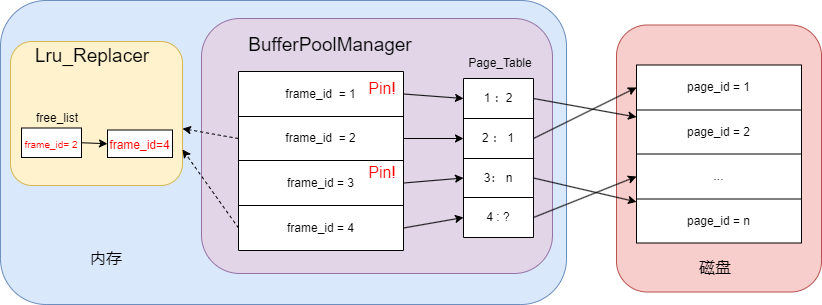 BufferPoolManager
Lru_Replacer
Page_Table
frame_id = 1
Pin!
1：2
page_id = 1
free_list
frame_id= 2
frame_id=4
frame_id = 2
2： 1
page_id = 2
frame_id = 3
Pin!
3： n
...
frame_id = 4
4 : ?
page_id = n
内存
磁盘